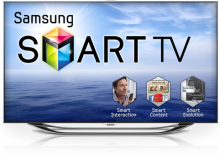 Samsung
SMART TV
Smart Interaction
Smart Content
Smart Evolution